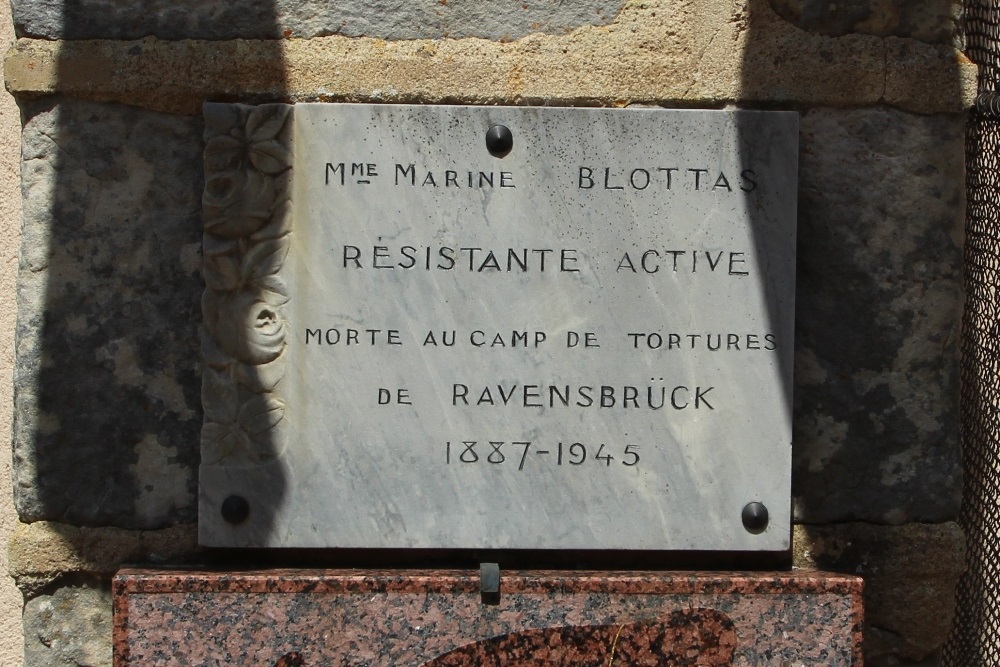 Mme Marine BLOTTAS
RÉSISTANTE ACTIVE
MORTE AU CAMP DE TORTURES
DE RAVENSBRÜCK
1887-1945